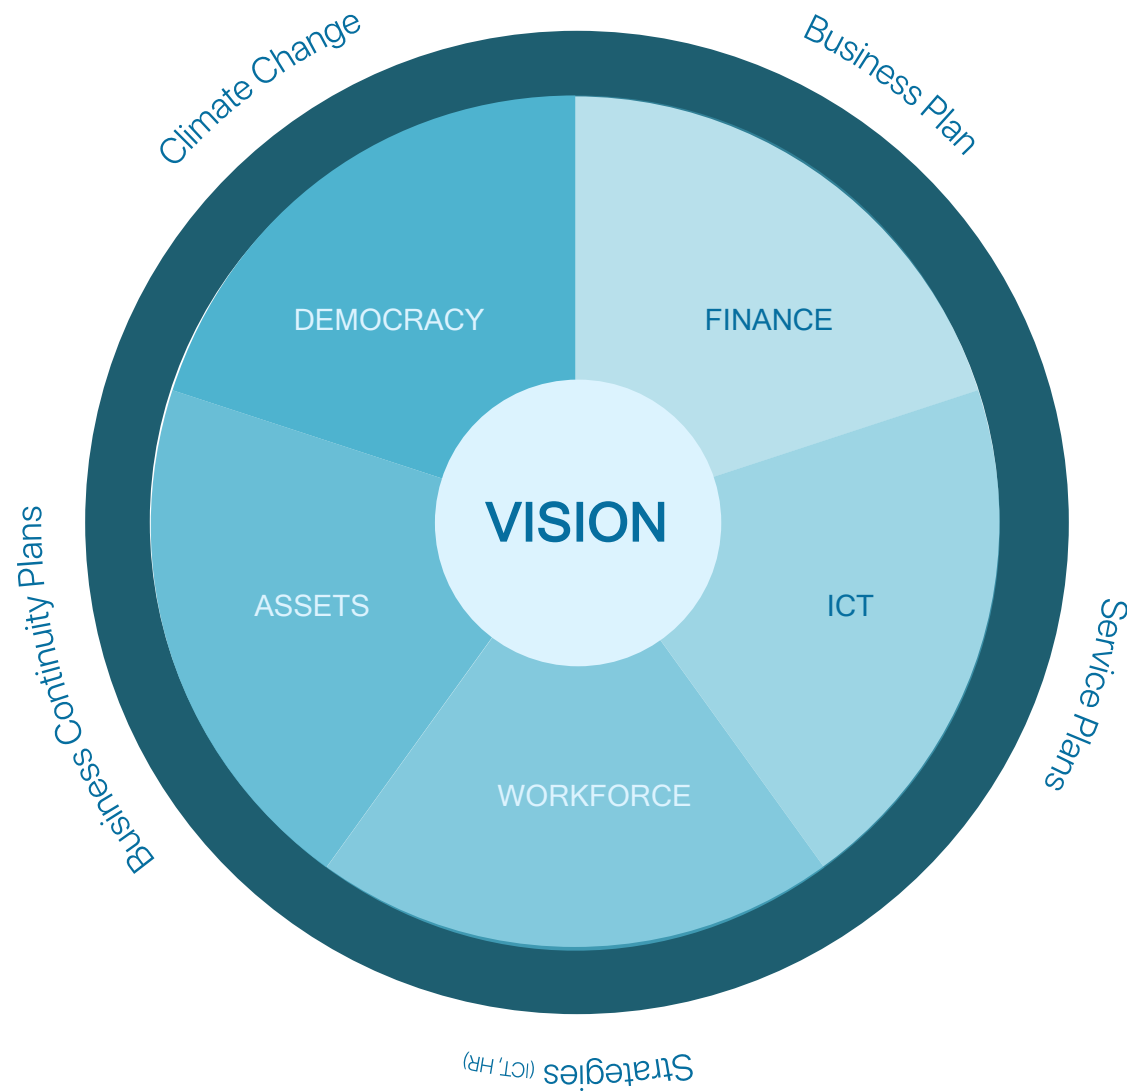 Climate Change
Business Plan
DEMOCRACY
FINANCE
VISION
ASSETS
ICT
WORKFORCE
Business Continuity Plans
Service Plans
Strategies (ICT, HR)